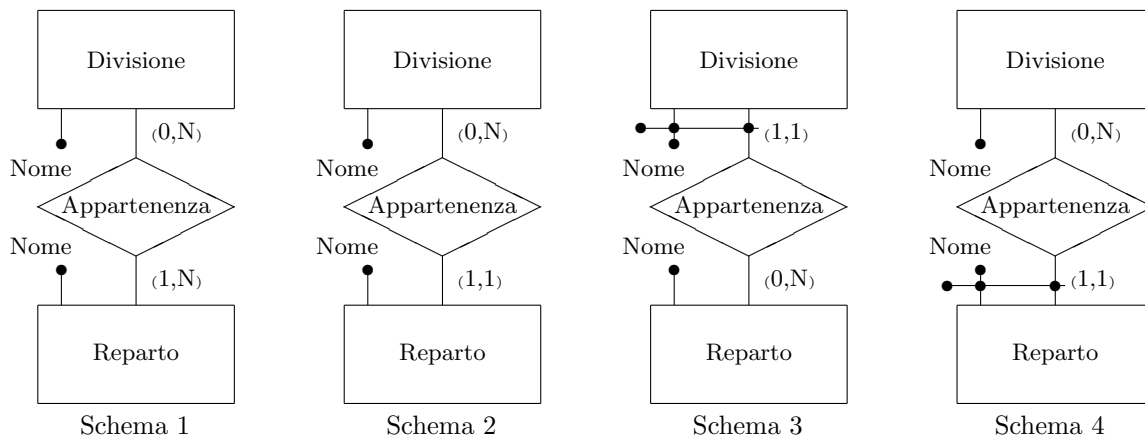 Divisione
(0,N)
Nome
Appartenenza
Nome
(1,N)
Reparto
Schema 1
Divisione
(0,N)
Nome
Appartenenza
Nome
(1,1)
Reparto
Schema 2
Divisione
(1,1)
Nome
Appartenenza
Nome
(0,N)
Reparto
Schema 3
Divisione
(0,N)
Nome
Appartenenza
Nome
(1,1)
Reparto
Schema 4